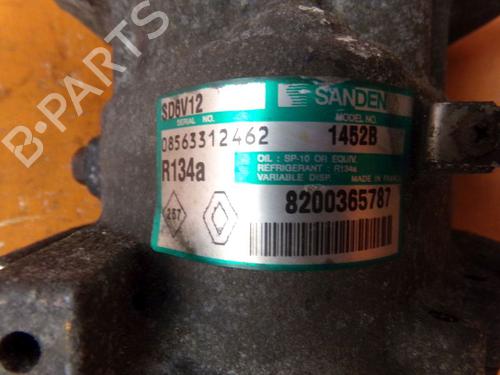 SD6V12
SANDEN
SERIAL NO.
MODEL NO.
08563312462
1452B
R134a
OIL : SP-10 OR EQUIV.
REFRIGERANT : R134a
VARIABLE DISP.
MADE IN FRANCE
8200365787
267
B-PARTS